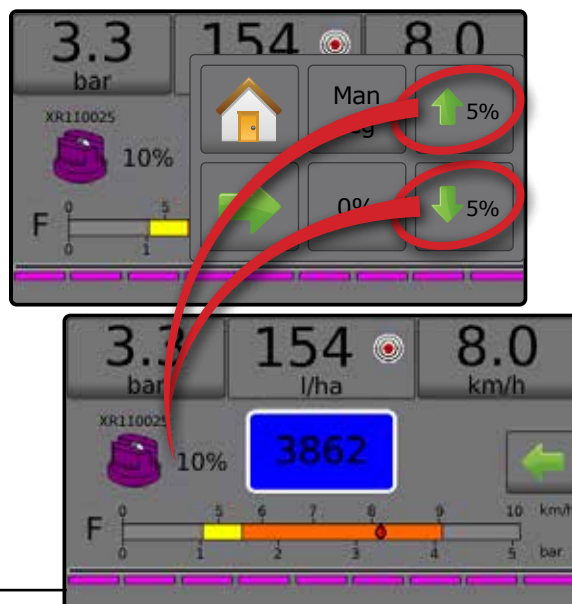 3.3 154 8.0
bar
Man
XR110025
10%
5%
F
0 5
0 1
0%
5%
3.3 154 8.0
bar l/ha km/h
XR110025
10%
3862
F
0 5 6 7 8 9 10 km/h
0 1 2 3 4 5 bar